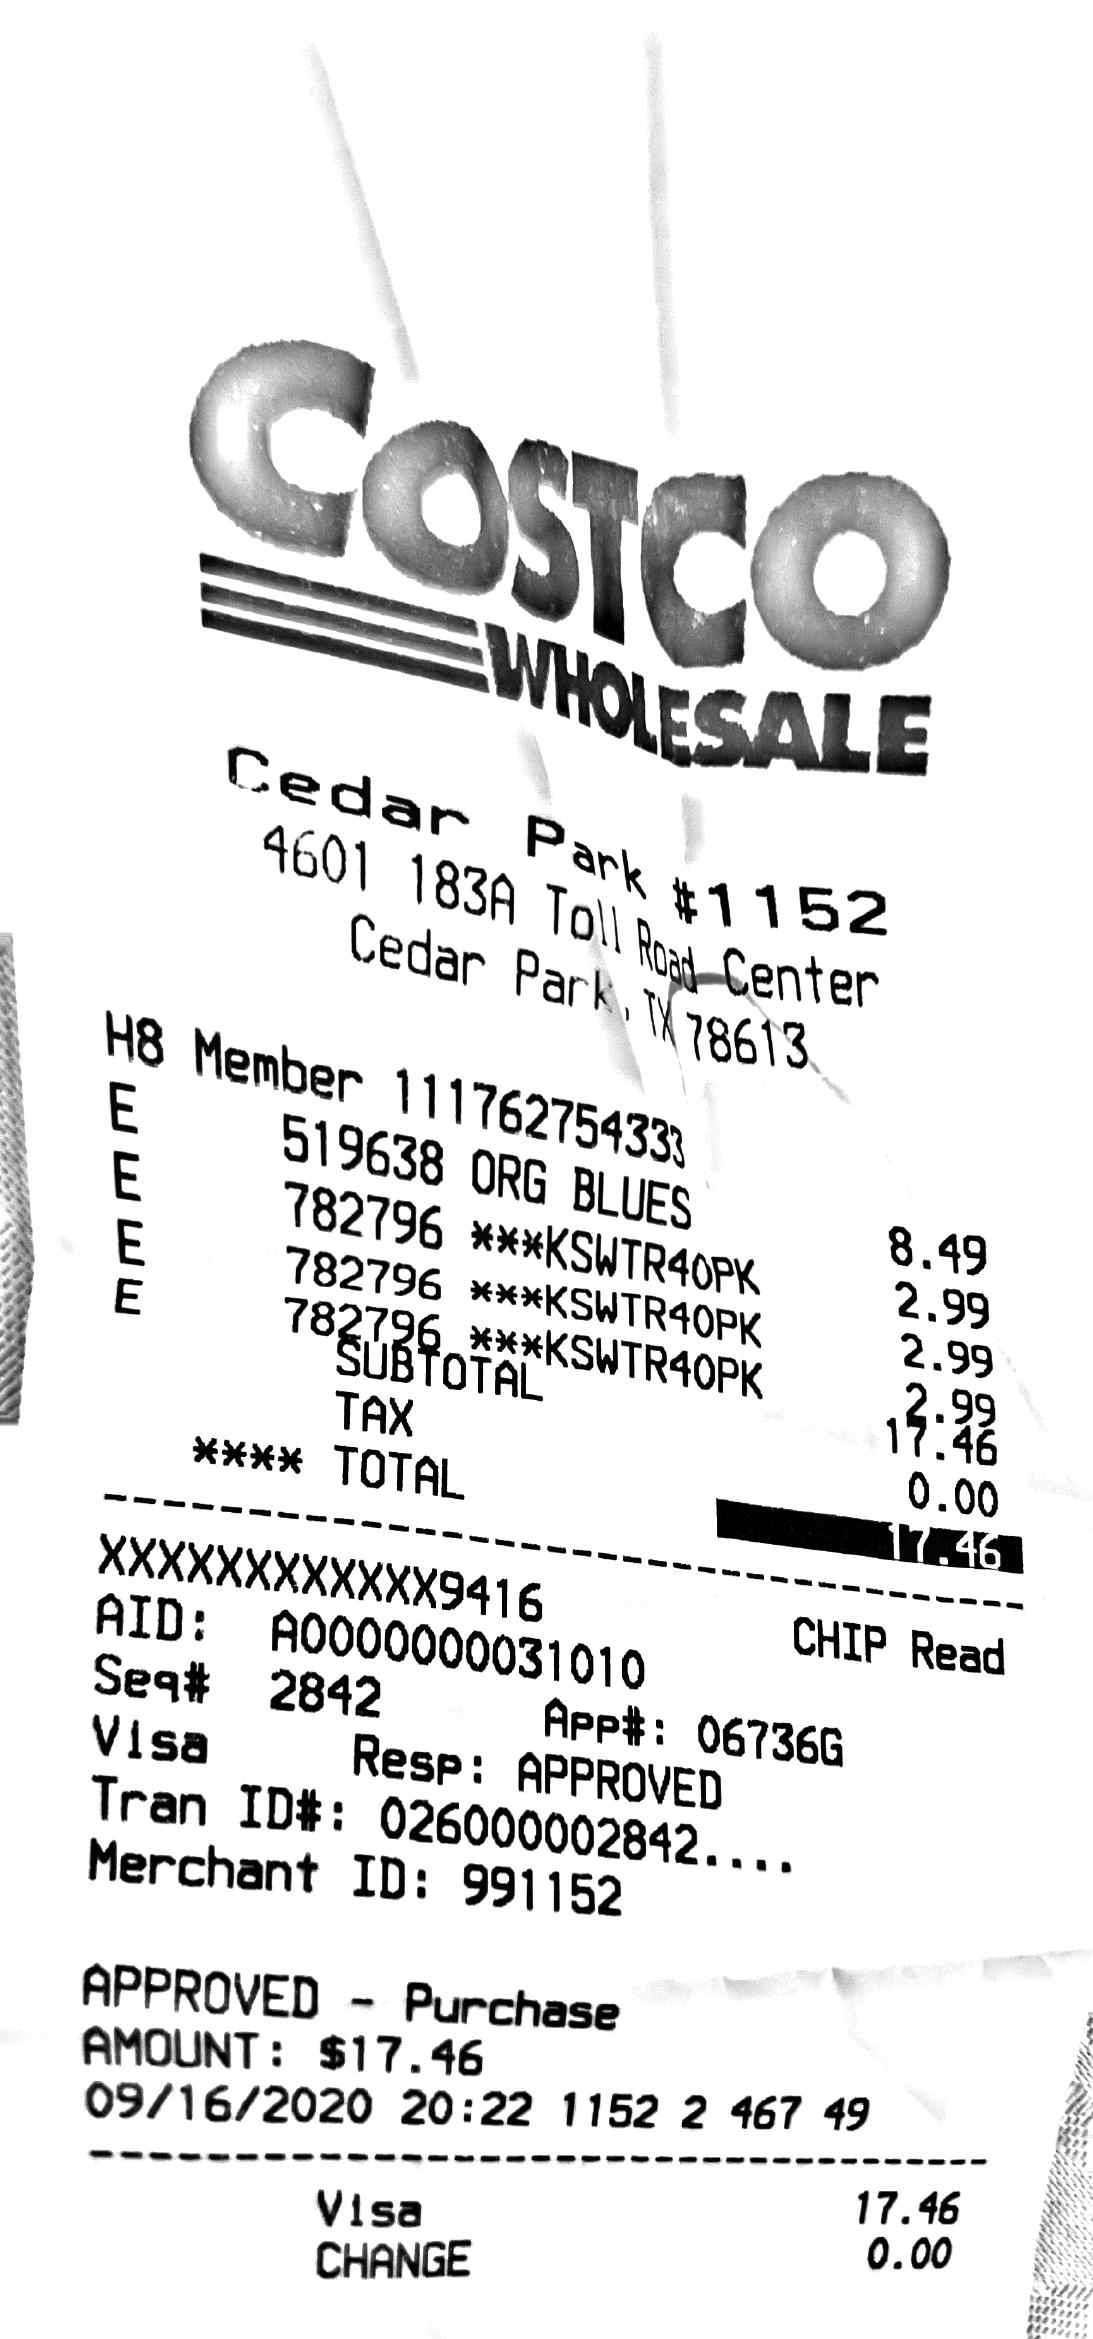 COSTCO
WHOLESALE
Cedar Park #1152
4601 183A Toll Road Center
Cedar Park, TX 78613
H8 Member 111762754333
E 519638 ORG BLUES 8.49
E 782796 ***KSWTR40PK 2.99
E 782796 ***KSWTR40PK 2.99
E 782796 ***KSWTR40PK 2.99
SUBTOTAL 17.46
TAX 0.00
**** TOTAL 17.46
XXXXXXXXXXXX9416 CHIP Read
AID: A0000000031010
Seq# 2842 App#: 06736G
Visa Resp: APPROVED
Tran ID#: 026000002842....
Merchant ID: 991152
APPROVED - Purchase
AMOUNT: $17.46
09/16/2020 20:22 1152 2 467 49
Visa 17.46
CHANGE 0.00